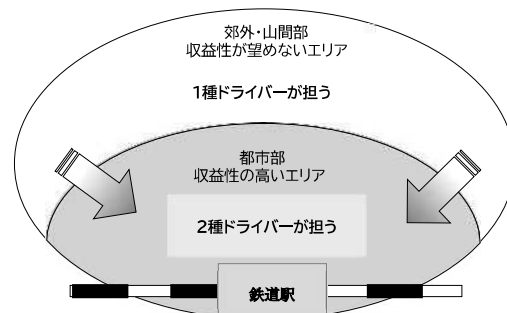 郊外・山間部
収益性が望めないエリア
1種ドライバーが担う
都市部
収益性の高いエリア
2種ドライバーが担う
鉄道駅